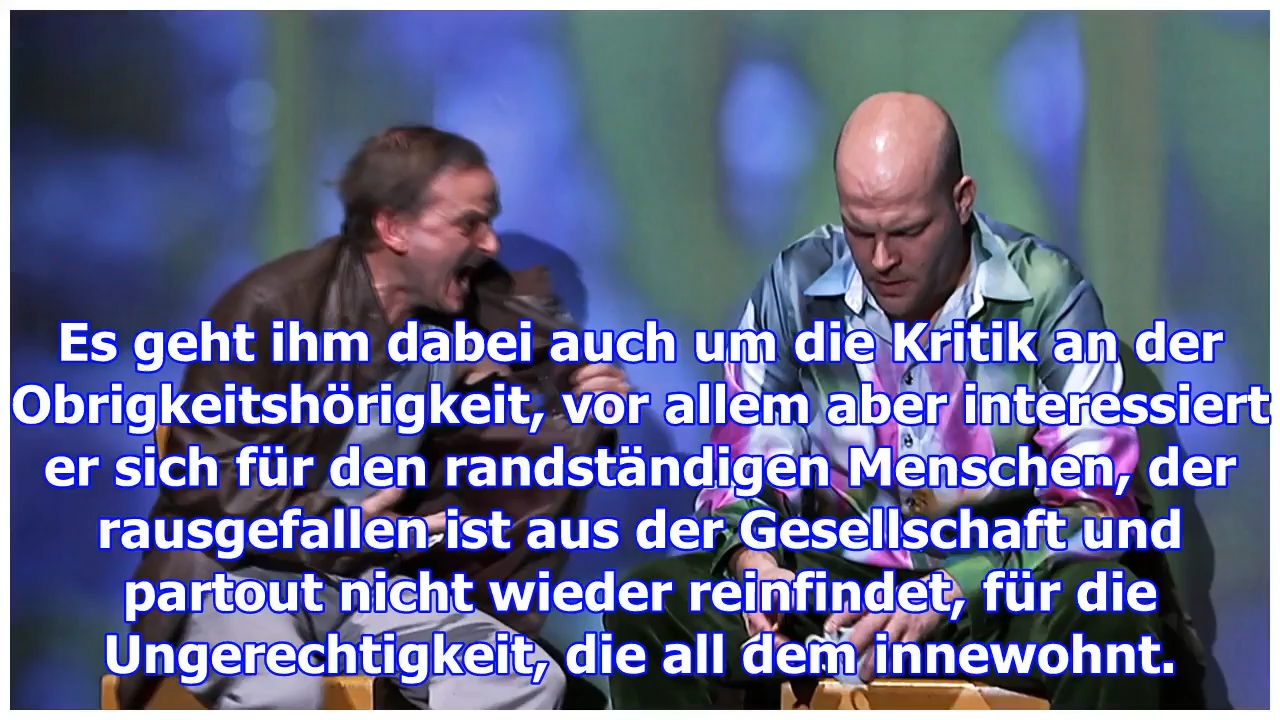 Es geht ihm dabei auch um die Kritik an der
Obrigkeitshörigkeit, vor allem aber interessiert
er sich für den randständigen Menschen, der
rausgefallen ist aus der Gesellschaft und
partout nicht wieder reinfindet, für die
Ungerechtigkeit, die all dem innewohnt.